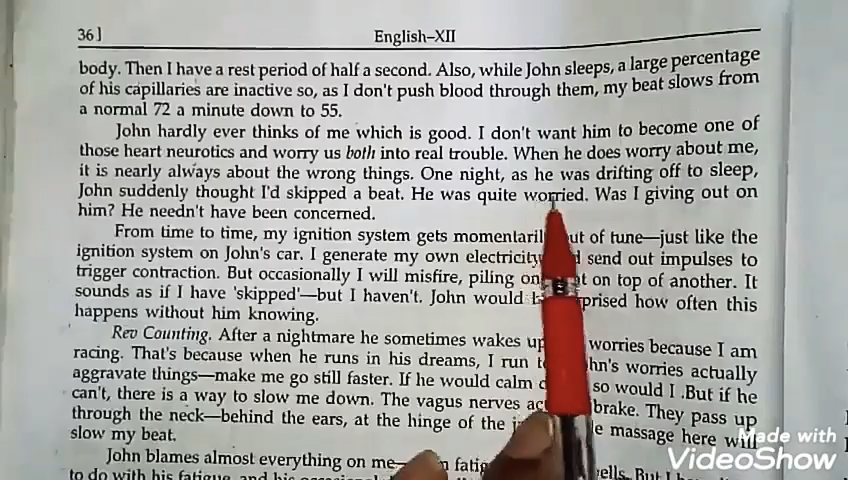 36]
English–XII
body. Then I have a rest period of half a second. Also, while John sleeps, a large percentage
of his capillaries are inactive so, as I don't push blood through them, my beat slows from
a normal 72 a minute down to 55.
John hardly ever thinks of me which is good. I don't want him to become one of
those heart neurotics and worry us both into real trouble. When he does worry about me,
it is nearly always about the wrong things. One night, as he was drifting off to sleep,
John suddenly thought I'd skipped a beat. He was quite worried. Was I giving out on
him? He needn't have been concerned.
From time to time, my ignition system gets momentaril ut of tune—just like the
ignition system on John's car. I generate my own electricity send out impulses to
trigger contraction. But occasionally I will misfire, piling on on top of another. It
sounds as if I have 'skipped'—but I haven't. John would prised how often this
happens without him knowing.
Rev Counting. After a nightmare he sometimes wakes up worries because I am
racing. That's because when he runs in his dreams, I run hn's worries actually
aggravate things—make me go still faster. If he would calm so would I .But if he
can't, there is a way to slow me down. The vagus nerves brake. They pass up
through the neck—behind the ears, at the hinge of the massage here
slow my beat.
John blames almost everything on me— fatig ells. But I
to do with his fatigue, and his
Made with
VideoShow